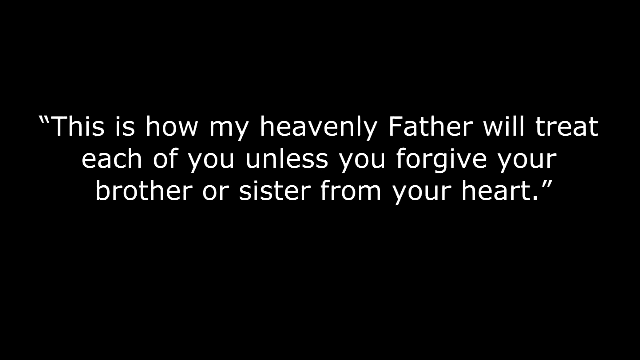 “This is how my heavenly Father will treat
each of you unless you forgive your
brother or sister from your heart.”